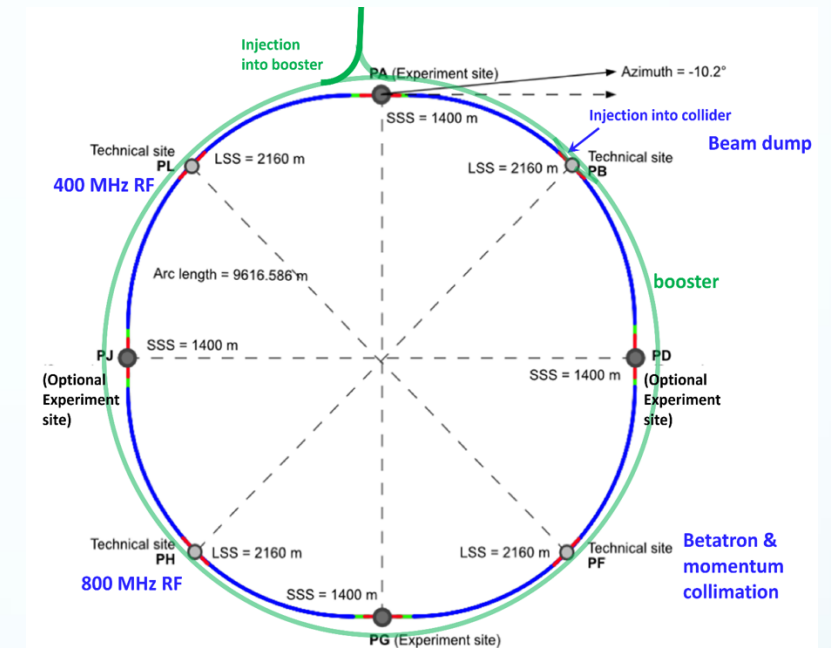 Injection
into booster
PA (Experiment site)
Azimuth = -10.2°
SSS = 1400 m
Injection into collider
Beam dump
Technical site
PL
LSS = 2160 m
400 MHz RF
LSS = 2160 m
Technical site
PB
Arc length = 9616.586m
booster
PJ
SSS = 1400 m
(Optional
Experiment
site)
PD
SSS = 1400 m
(Optional
Experiment
site)
Technical site
PH
LSS = 2160 m
800 MHz RF
LSS = 2160 m
Technical site
PF
Betatron &
momentum
collimation
SSS = 1400 m
PG (Experiment site)